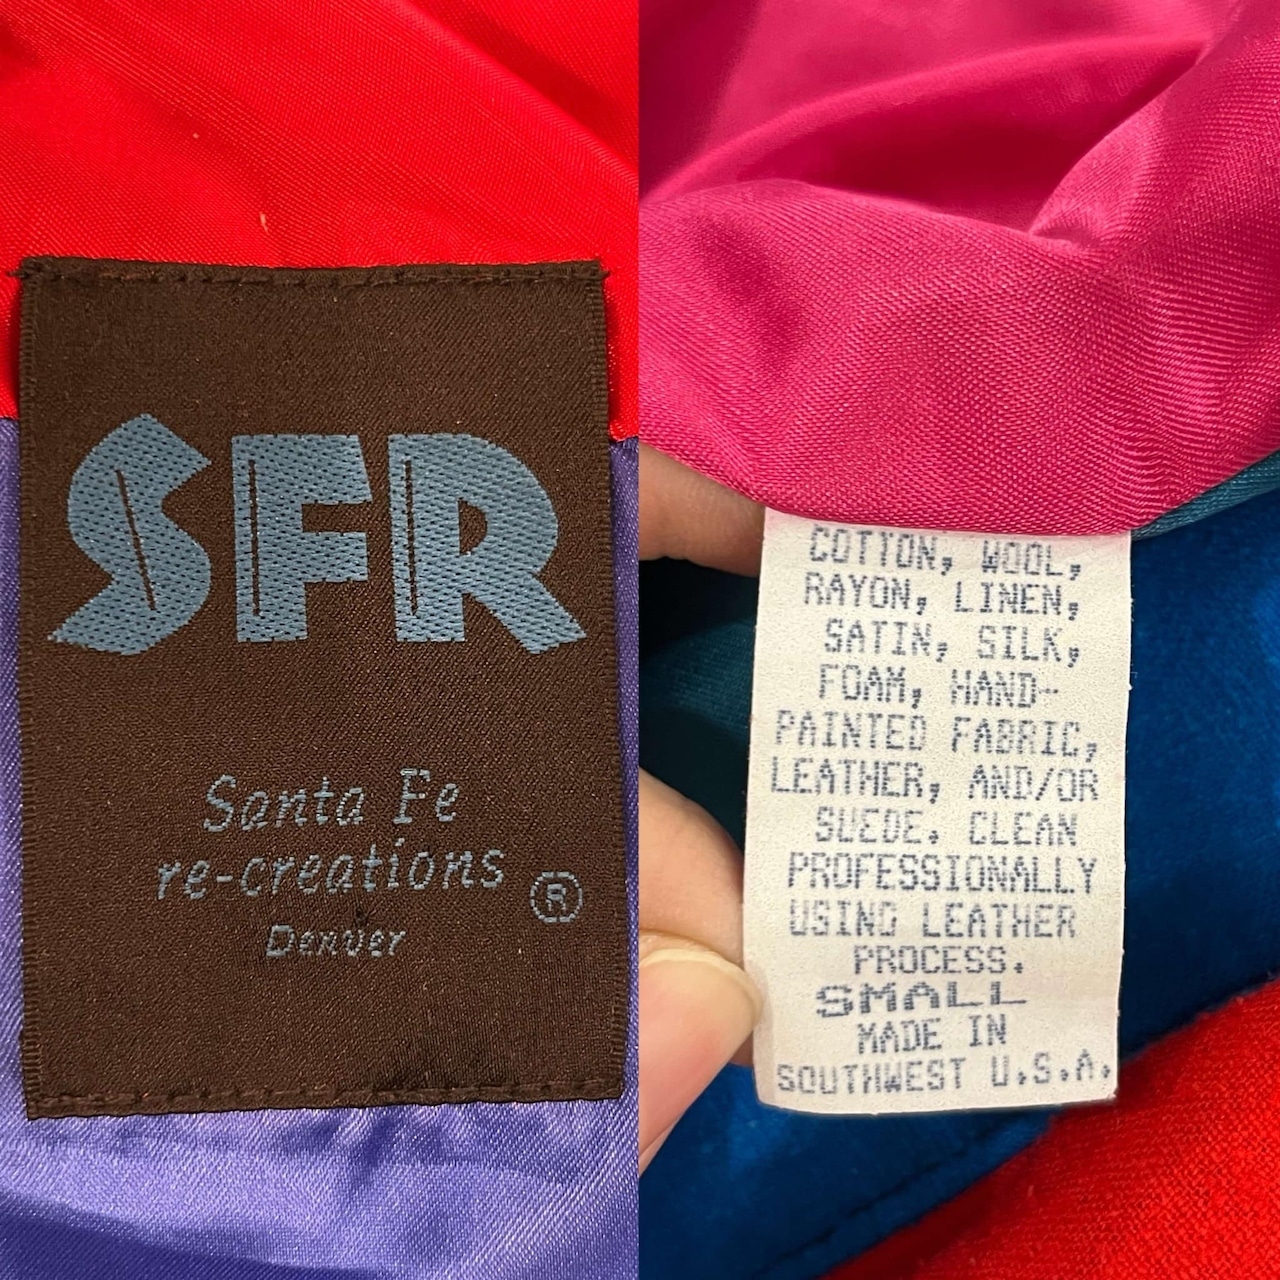 SFR
Santa Fe
re-creations ®
Denver
COTTON, WOOL,
RAYON, LINEN,
SATIN, SILK,
FOAM, HAND-
PAINTED FABRIC,
LEATHER, AND/OR
SUEDE. CLEAN
PROFESSIONALLY
USING LEATHER
PROCESS.
SMALL
MADE IN
SOUTHWEST U.S.A.